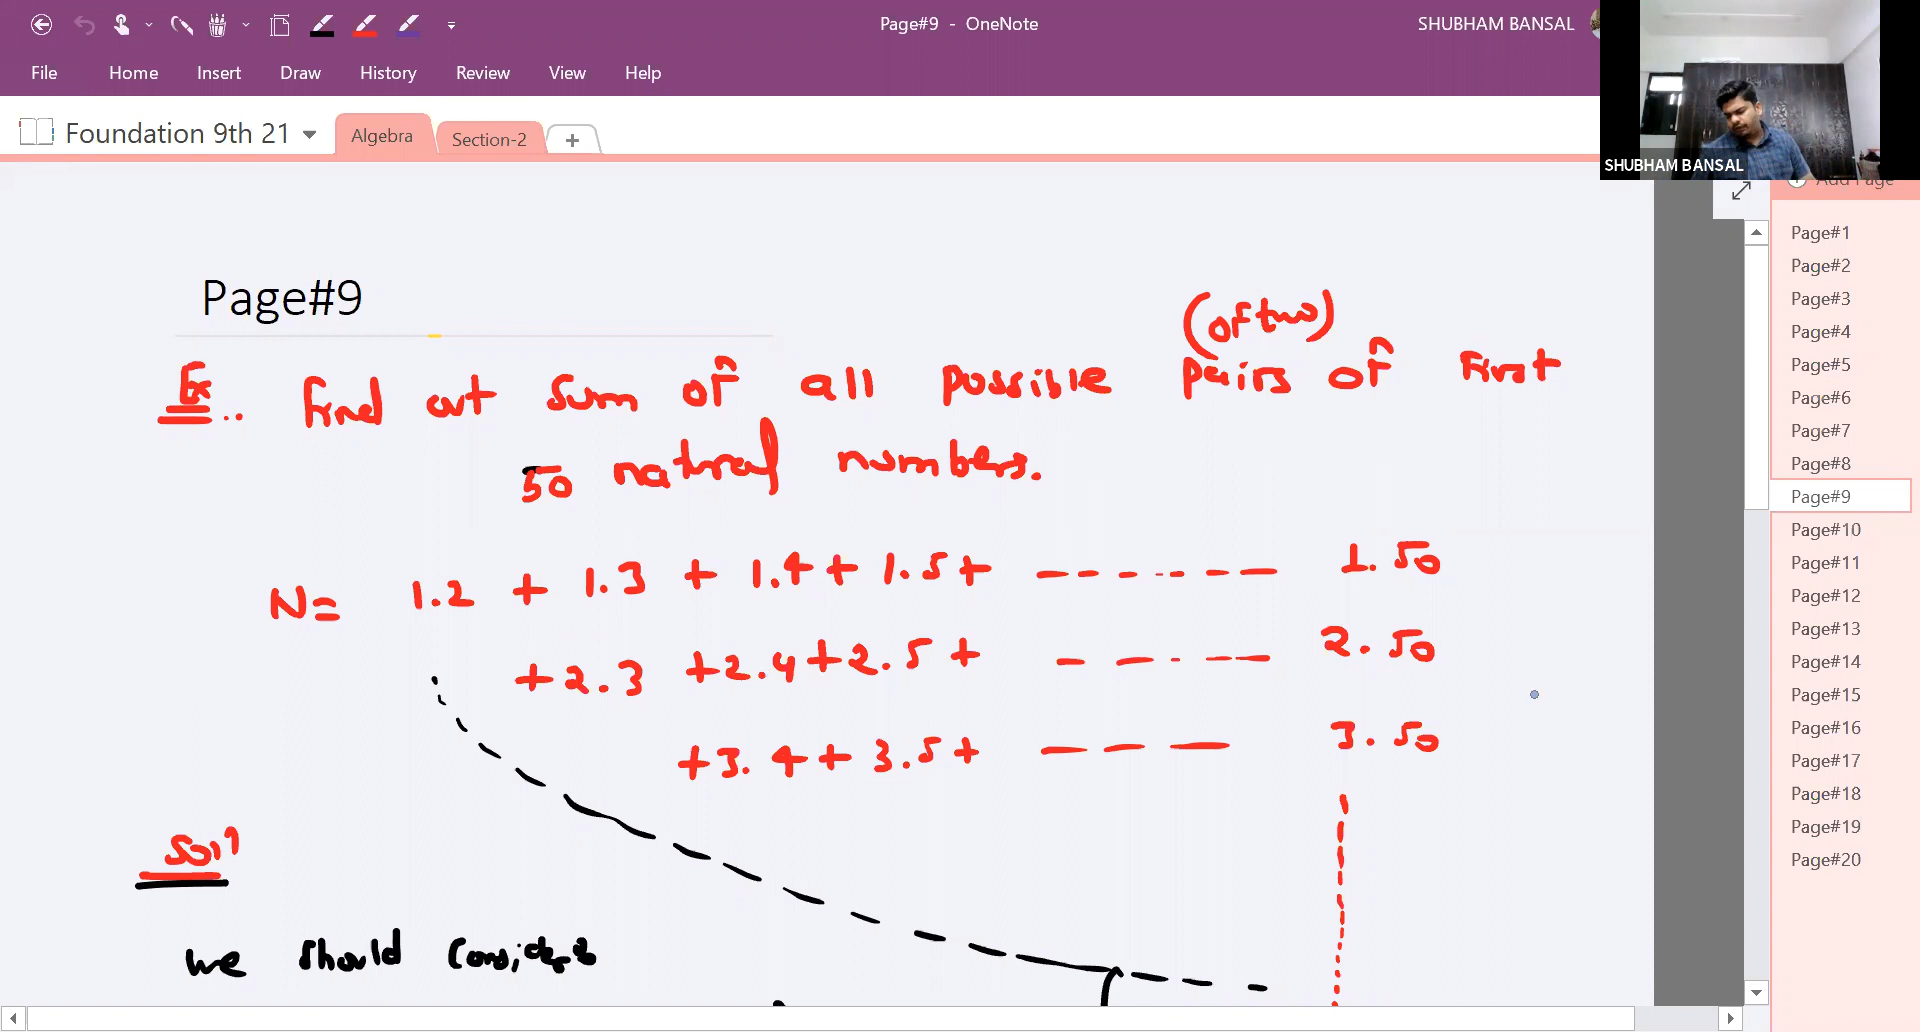 Page#9 - OneNote
SHUBHAM BANSAL
File Home Insert Draw History Review View Help
Foundation 9th 21
Algebra
Section-2
SHUBHAM BANSAL
Add Page
Page#1
Page#2
Page#3
Page#4
Page#5
Page#6
Page#7
Page#8
Page#9
Page#10
Page#11
Page#12
Page#13
Page#14
Page#15
Page#16
Page#17
Page#18
Page#19
Page#20
Page#9
(of two)
Ex.. Find out Sum of all possible pairs of First
50 natural numbers.
N= 1.2 + 1.3 + 1.4 + 1.5 + ------- 1.50
+2.3 +2.4+2.5+ ----- 2.50
+3.4+3.5+ --- 3.50
Solⁿ
we should Consider